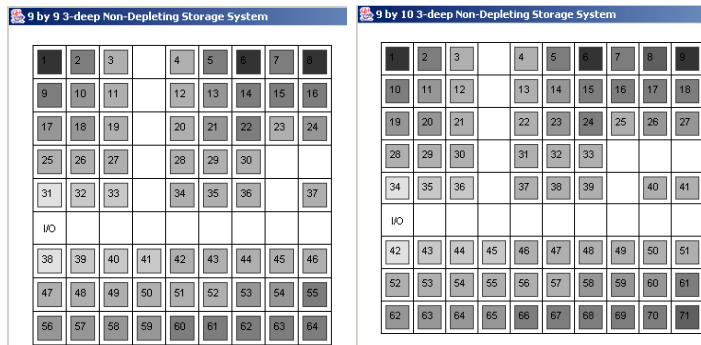 9 by 9 3-deep Non-Depleting Storage System
1 2 3 4 5 6 7 8
9 10 11 12 13 14 15 16
17 18 19 20 21 22 23 24
25 26 27 28 29 30
31 32 33 34 35 36 37
I/O
38 39 40 41 42 43 44 45 46
47 48 49 50 51 52 53 54 55
56 57 58 59 60 61 62 63 64
9 by 10 3-deep Non-Depleting Storage System
1 2 3 4 5 6 7 8 9
10 11 12 13 14 15 16 17 18
19 20 21 22 23 24 25 26 27
28 29 30 31 32 33
34 35 36 37 38 39 40 41
I/O
42 43 44 45 46 47 48 49 50 51
52 53 54 55 56 57 58 59 60 61
62 63 64 65 66 67 68 69 70 71